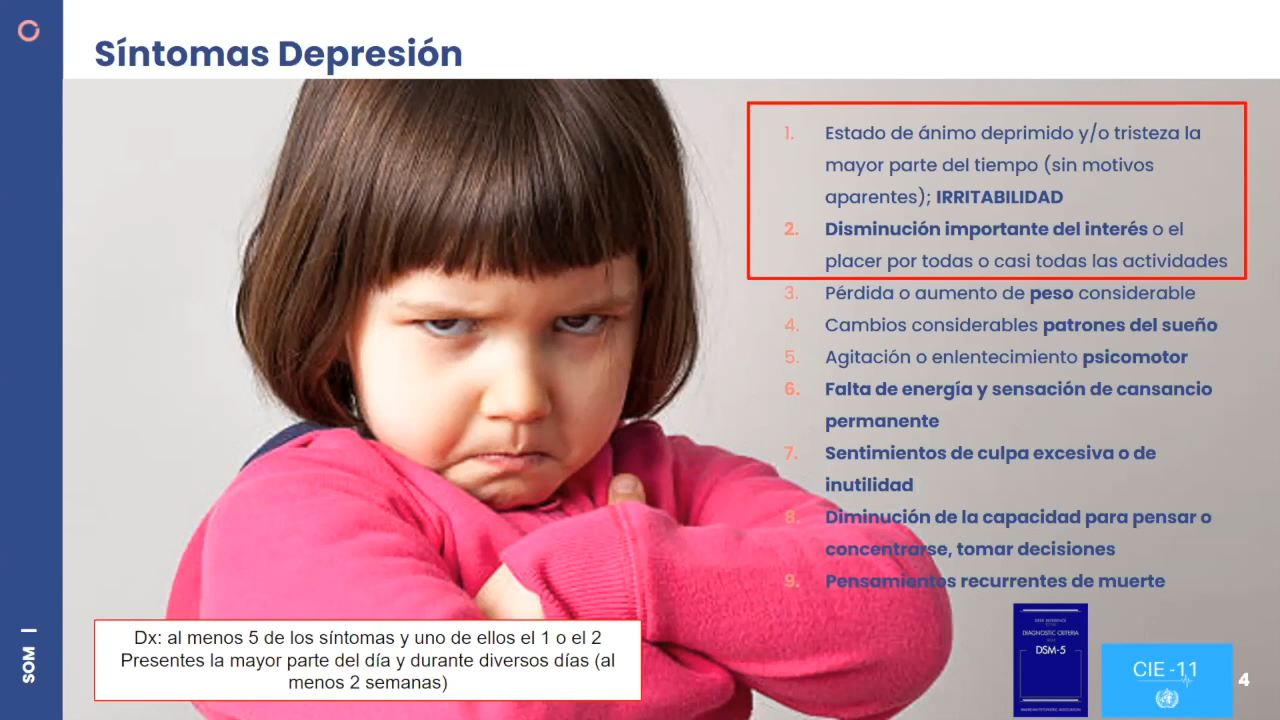 Síntomas Depresión
1. Estado de ánimo deprimido y/o tristeza la
mayor parte del tiempo (sin motivos
aparentes); IRRITABILIDAD
2. Disminución importante del interés o el
placer por todas o casi todas las actividades
3. Pérdida o aumento de peso considerable
4. Cambios considerables patrones del sueño
5. Agitación o enlentecimiento psicomotor
6. Falta de energía y sensación de cansancio
permanente
7. Sentimientos de culpa excesiva o de
inutilidad
8. Diminución de la capacidad para pensar o
concentrarse, tomar decisiones
9. Pensamientos recurrentes de muerte
Dx: al menos 5 de los síntomas y uno de ellos el 1 o el 2
Presentes la mayor parte del día y durante diversos días (al
menos 2 semanas)
DESK REFERENCE
DIAGNOSTIC CRITERIA
DSM-5
AMERICAN PSYCHIATRIC ASSOCIATION
CIE -11
4
SOM